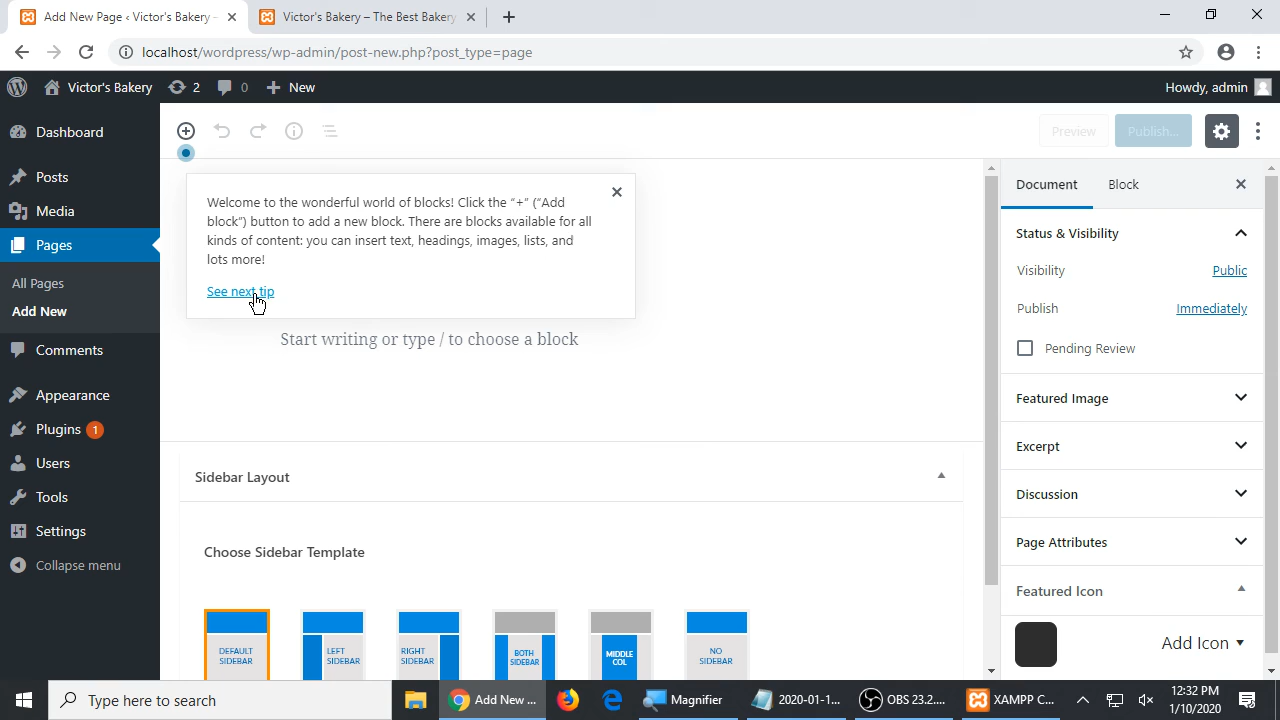 Add New Page ‹ Victor's Bakery -
Victor's Bakery – The Best Bakery
localhost/wordpress/wp-admin/post-new.php?post_type=page
Victor's Bakery
2
0
New
Howdy, admin
Dashboard
Posts
Media
Pages
All Pages
Add New
Comments
Appearance
Plugins 1
Users
Tools
Settings
Collapse menu
Preview
Publish...
Welcome to the wonderful world of blocks! Click the “+” (“Add
block”) button to add a new block. There are blocks available for all
kinds of content: you can insert text, headings, images, lists, and
lots more!
See next tip
Start writing or type / to choose a block
Sidebar Layout
Choose Sidebar Template
DEFAULT
SIDEBAR
LEFT
SIDEBAR
RIGHT
SIDEBAR
BOTH
SIDEBAR
MIDDLE
COL
NO
SIDEBAR
Document
Block
Status & Visibility
Visibility
Public
Publish
Immediately
Pending Review
Featured Image
Excerpt
Discussion
Page Attributes
Featured Icon
Add Icon
Type here to search
Add New ...
Magnifier
2020-01-1...
OBS 23.2....
XAMPP C...
12:32 PM
1/10/2020